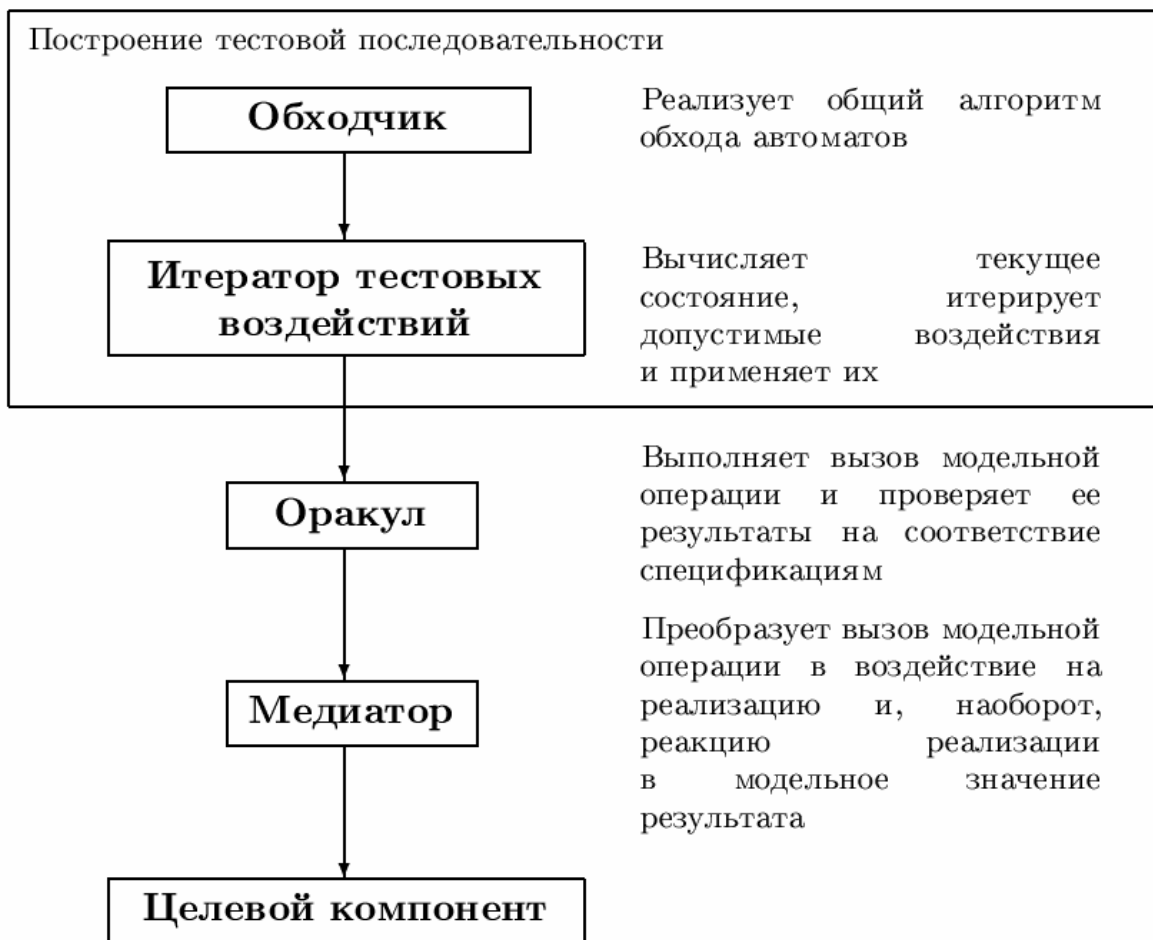 Построение тестовой последовательности
Обходчик
Реализует общий алгоритм
обхода автоматов
Итератор тестовых
воздействий
Вычисляет текущее
состояние, итерирует
допустимые воздействия
и применяет их
Оракул
Выполняет вызов модельной
операции и проверяет ее
результаты на соответствие
спецификациям
Медиатор
Преобразует вызов модельной
операции в воздействие на
реализацию и, наоборот,
реакцию реализации
в модельное значение
результата
Целевой компонент